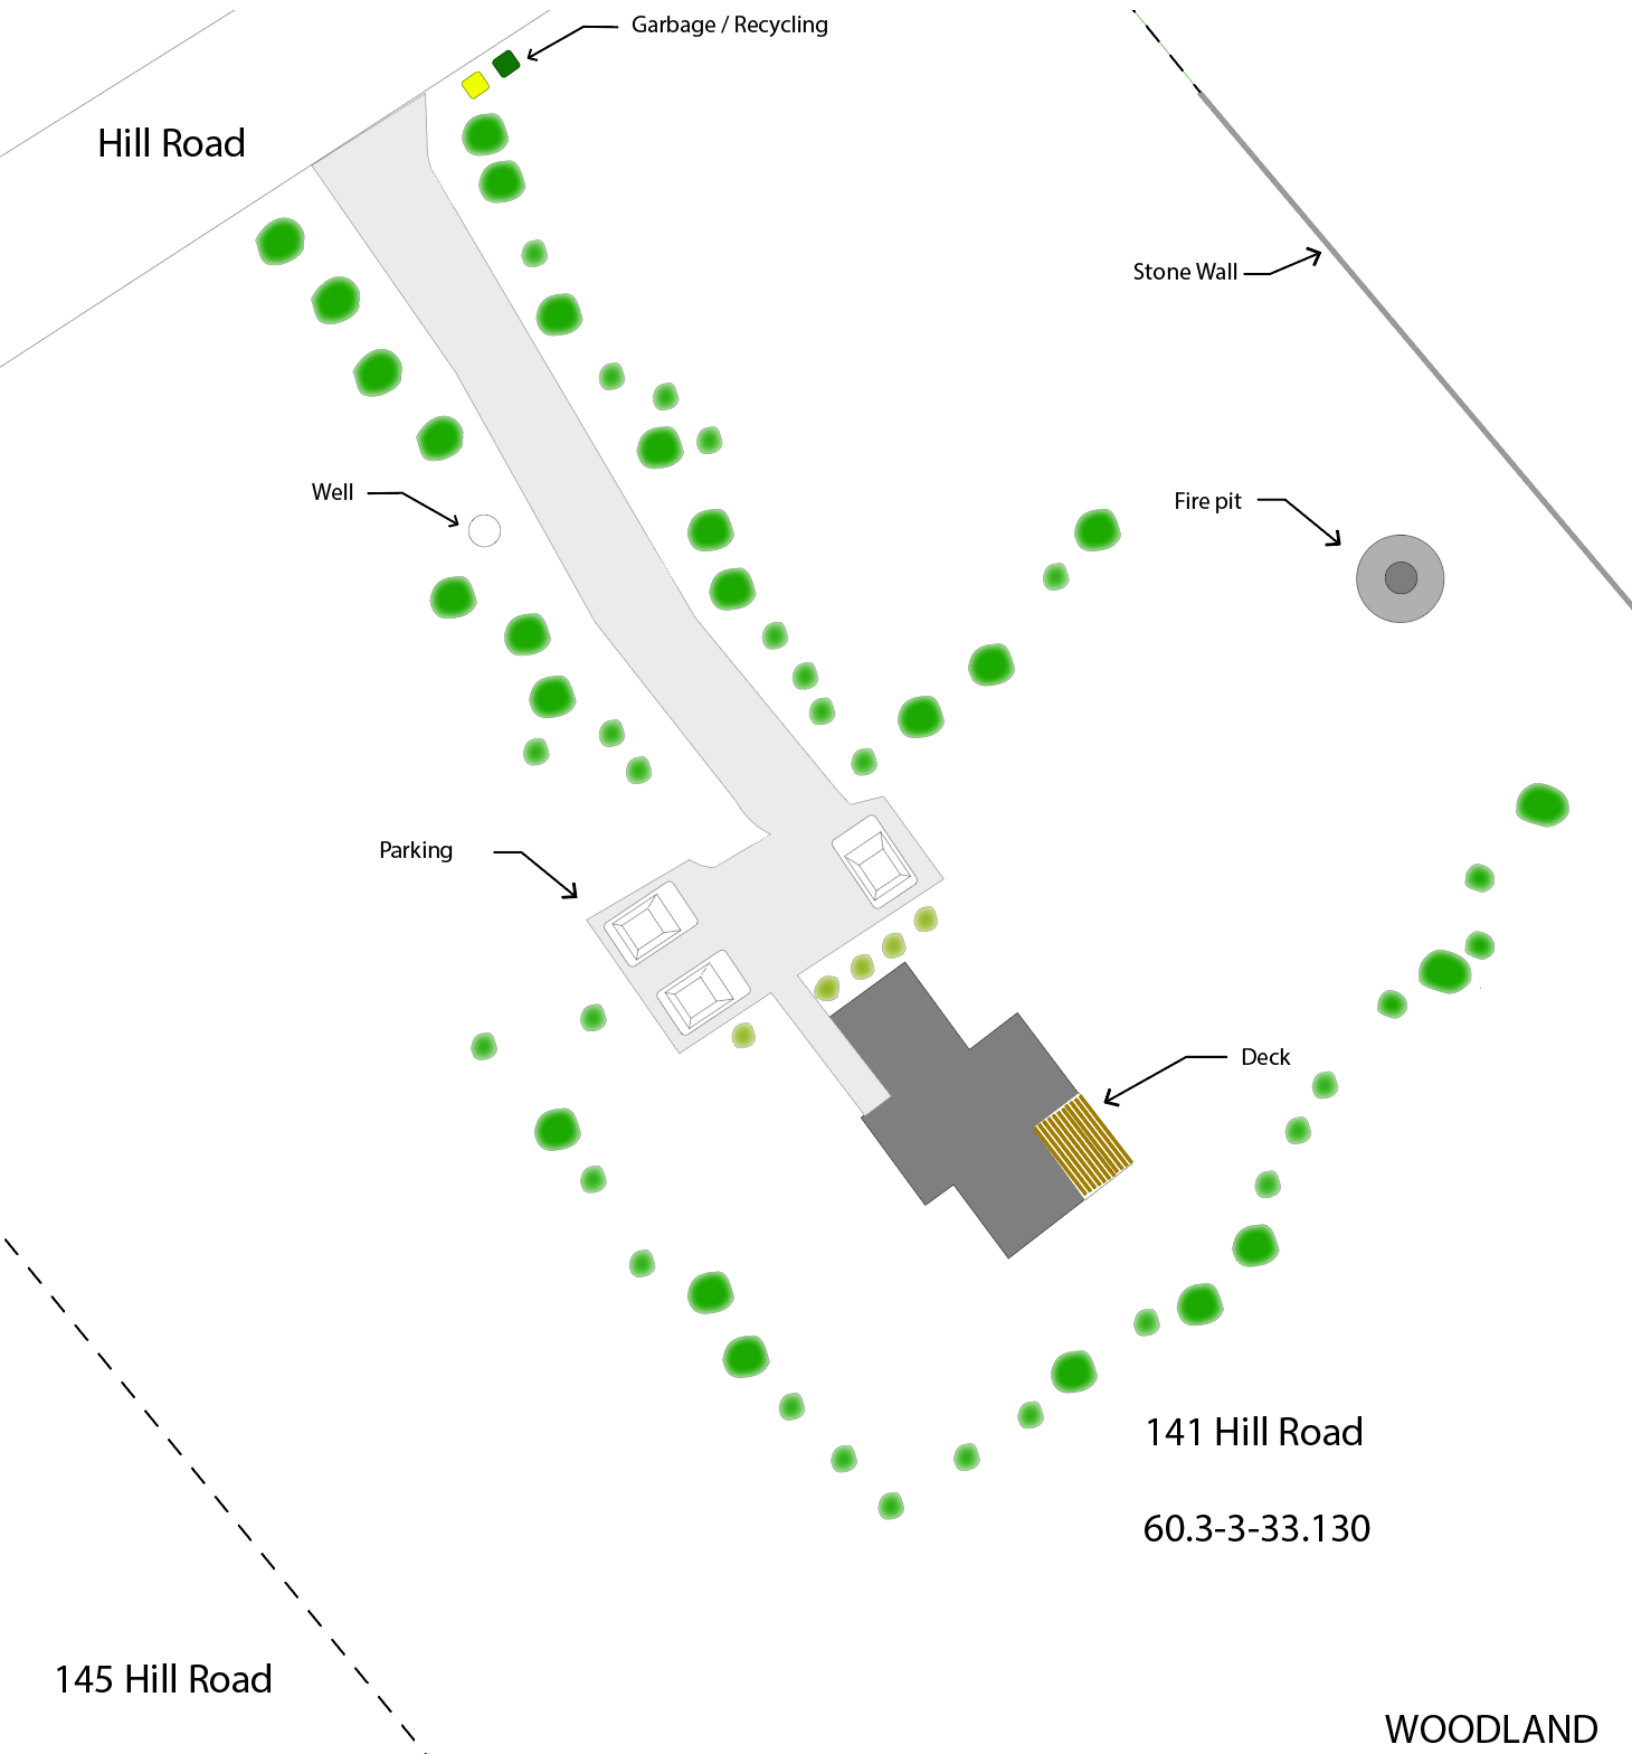 Garbage / Recycling
Hill Road
Stone Wall
Well
Fire pit
Parking
Deck
141 Hill Road
60.3-3-33.130
145 Hill Road
WOODLAND